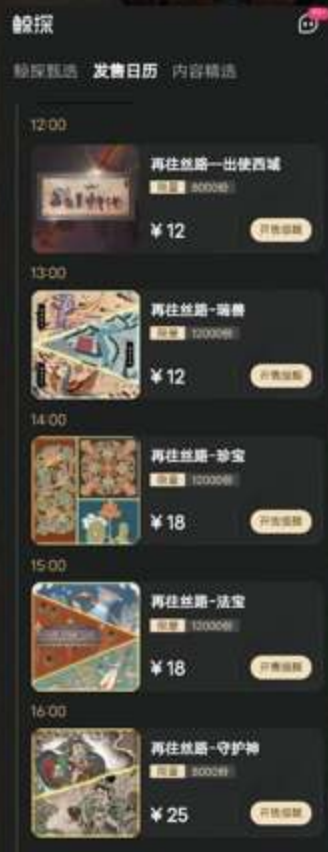 鲸探
鲸探甄选 发售日历 内容精选
12:00
再往丝路—出使西域
限量 8000份
¥12
开售提醒
13:00
再往丝路-瑞兽
限量 12000份
¥12
开售提醒
14:00
再往丝路-珍宝
限量 12000份
¥18
开售提醒
15:00
再往丝路-法宝
限量 12000份
¥18
开售提醒
16:00
再往丝路-守护神
限量 8000份
¥25
开售提醒